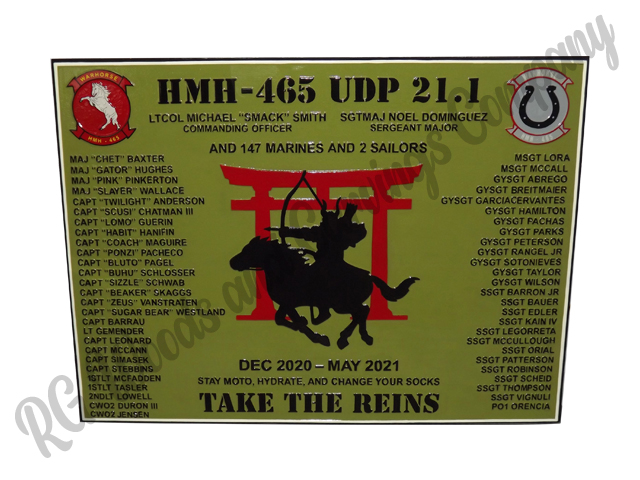 WARHORSE
HMH - 465
HMH-465 UDP 21.1
LTCOL MICHAEL "SMACK" SMITH SGTMAJ NOEL DOMINGUEZ
COMMANDING OFFICER SERGEANT MAJOR
AND 147 MARINES AND 2 SAILORS
MAJ "CHET" BAXTER
MAJ "GATOR" HUGHES
MAJ "PINK" PINKERTON
MAJ "SLAYER" WALLACE
CAPT "TWILIGHT" ANDERSON
CAPT "SCUSI" CHATMAN III
CAPT "LOMO" GUERIN
CAPT "HABIT" HANIFIN
CAPT "COACH" MAGUIRE
CAPT "PONZI" PACHECO
CAPT "BLUTO" PAGEL
CAPT "BUHU" SCHLOSSER
CAPT "SIZZLE" SCHWAB
CAPT "BEAKER" SKAGGS
CAPT "ZEUS" VANSTRATEN
CAPT "SUGAR BEAR" WESTLAND
CAPT BARRAU
LT GEMENDER
CAPT LEONARD
CAPT MCCANN
CAPT SIMASEK
CAPT STEBBINS
1STLT MCFADDEN
1STLT TABLER
2NDLT LOWELL
CWO2 DURON III
CWO2 JENSEN
MSGT LORA
MSGT MCCALL
GYSGT ABREGO
GYSGT BREITMAIER
GYSGT GARCIACERVANTES
GYSGT HAMILTON
GYSGT FACHAS
GYSGT PARKS
GYSGT PETERSON
GYSGT RANGEL JR
GYSGT SOTONIEVES
GYSGT TAYLOR
GYSGT WILSON
SSGT BARRON JR
SSGT BAUER
SSGT EDLER
SSGT KAIN IV
SSGT LEGORRETA
SSGT MCCULLOUGH
SSGT ORIAL
SSGT PATTERSON
SSGT ROBINSON
SSGT SCHEID
SSGT THOMPSON
SSGT VIGNULI
PO1 ORENCIA
DEC 2020 – MAY 2021
STAY MOTO, HYDRATE, AND CHANGE YOUR SOCKS
TAKE THE REINS
Company